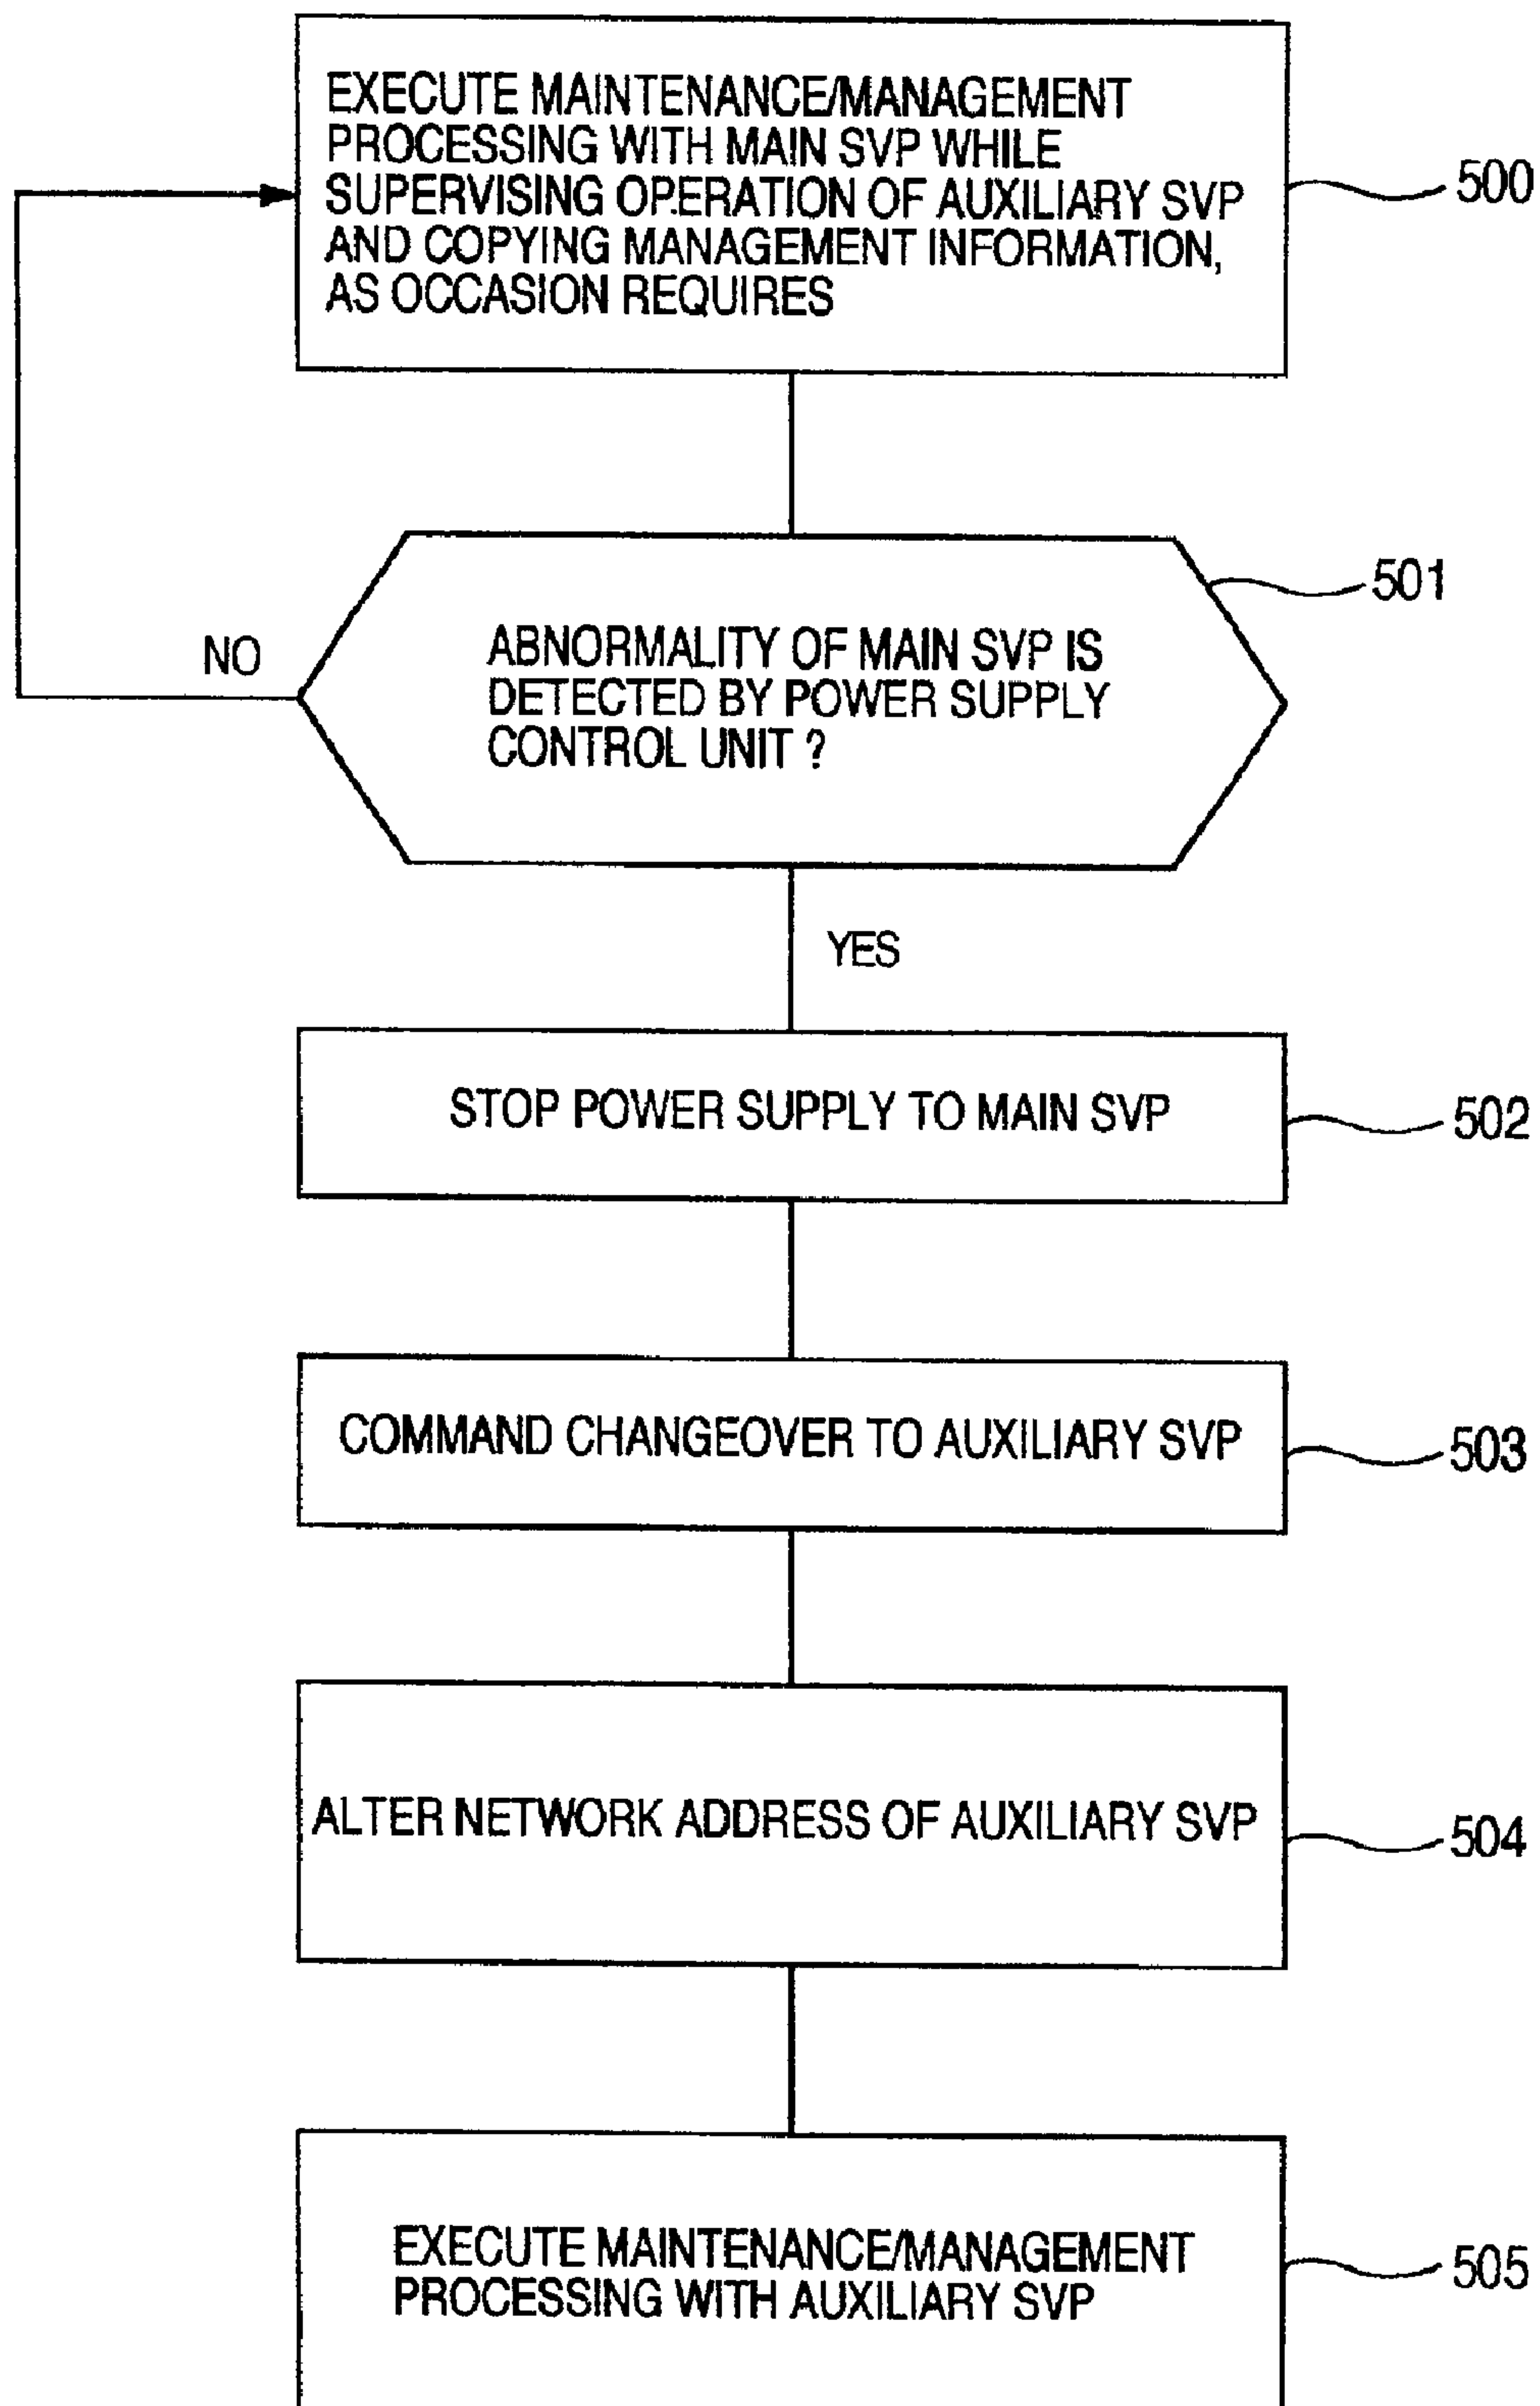 EXECUTE MAINTENANCE/MANAGEMENT
PROCESSING WITH MAIN SVP WHILE
SUPERVISING OPERATION OF AUXILIARY SVP
AND COPYING MANAGEMENT INFORMATION,
AS OCCASION REQUIRES
500
501
NO
ABNORMALITY OF MAIN SVP IS
DETECTED BY POWER SUPPLY
CONTROL UNIT ?
YES
STOP POWER SUPPLY TO MAIN SVP
502
COMMAND CHANGEOVER TO AUXILIARY SVP
503
ALTER NETWORK ADDRESS OF AUXILIARY SVP
504
EXECUTE MAINTENANCE/MANAGEMENT
PROCESSING WITH AUXILIARY SVP
505